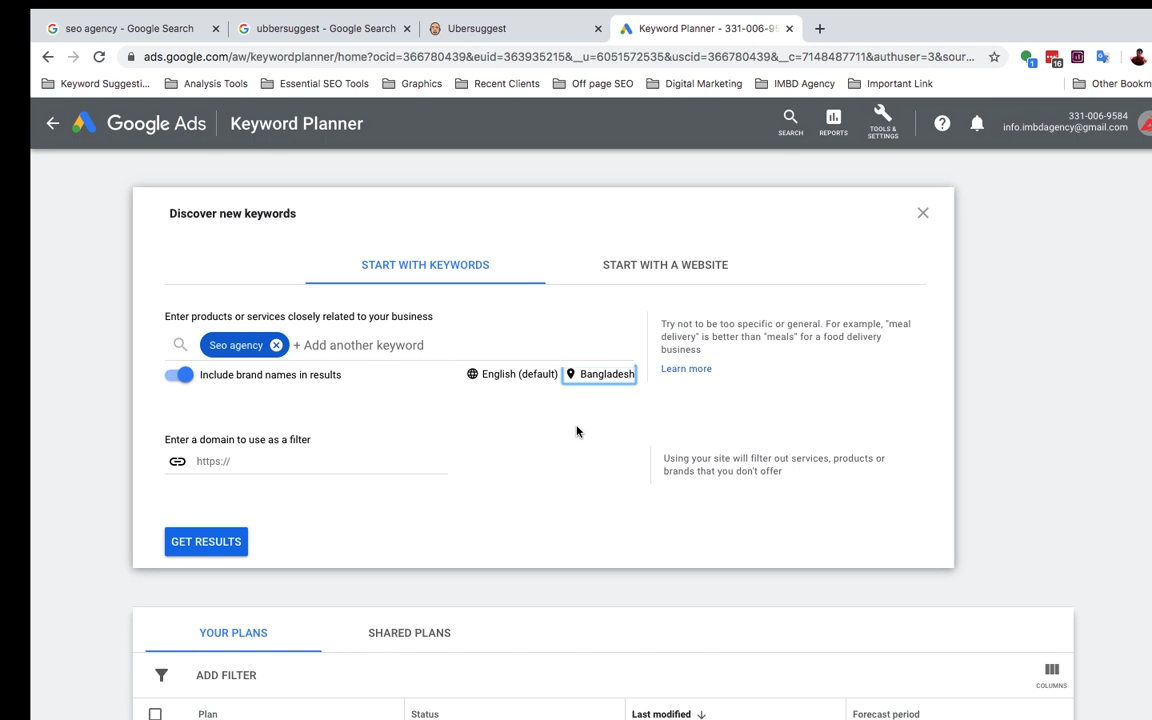 seo agency - Google Search
ubbersuggest - Google Search
Ubersuggest
Keyword Planner - 331-006-95
ads.google.com/aw/keywordplanner/home?ocid=366780439&euid=363935215&__u=6051572535&uscid=366780439&__c=7148487711&authuser=3&sour...
1
16
Keyword Suggesti...
Analysis Tools
Essential SEO Tools
Graphics
Recent Clients
Off page SEO
Digital Marketing
IMBD Agency
Important Link
Other Bookm
Google Ads
Keyword Planner
SEARCH
REPORTS
TOOLS &
SETTINGS
331-006-9584
info.imbdagency@gmail.com
Discover new keywords
START WITH KEYWORDS
START WITH A WEBSITE
Enter products or services closely related to your business
Seo agency
+ Add another keyword
Include brand names in results
English (default)
Bangladesh
Try not to be too specific or general. For example, "meal
delivery" is better than "meals" for a food delivery
business
Learn more
Enter a domain to use as a filter
https://
Using your site will filter out services, products or
brands that you don't offer
GET RESULTS
YOUR PLANS
SHARED PLANS
ADD FILTER
COLUMNS
Plan
Status
Last modified
Forecast period